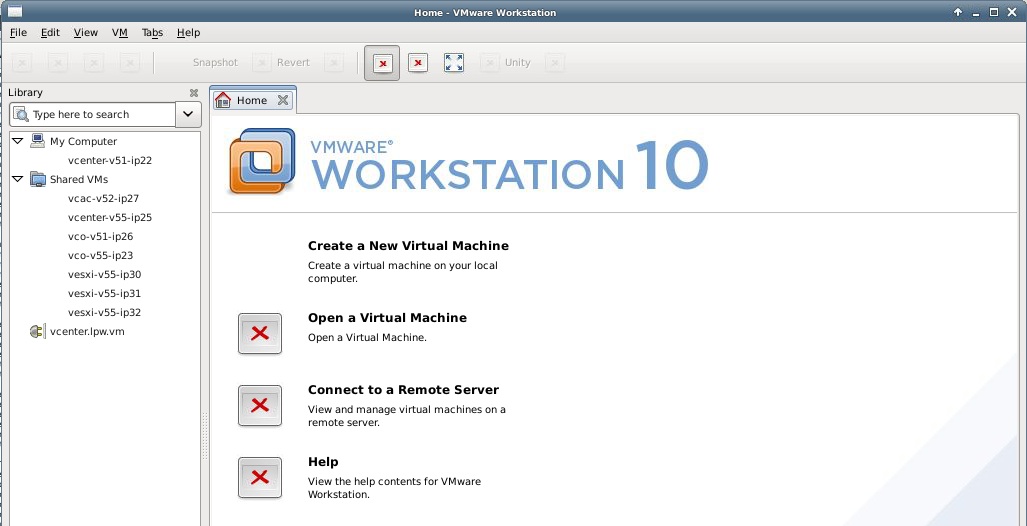 Home - VMware Workstation
File Edit View VM Tabs Help
Snapshot Revert Unity
Library
Type here to search
My Computer
vcenter-v51-ip22
Shared VMs
vcac-v52-ip27
vcenter-v55-ip25
vco-v51-ip26
vco-v55-ip23
vesxi-v55-ip30
vesxi-v55-ip31
vesxi-v55-ip32
vcenter.lpw.vm
Home
VMWARE®
WORKSTATION 10
Create a New Virtual Machine
Create a virtual machine on your local
computer.
Open a Virtual Machine
Open a Virtual Machine.
Connect to a Remote Server
View and manage virtual machines on a
remote server.
Help
View the help contents for VMware
Workstation.